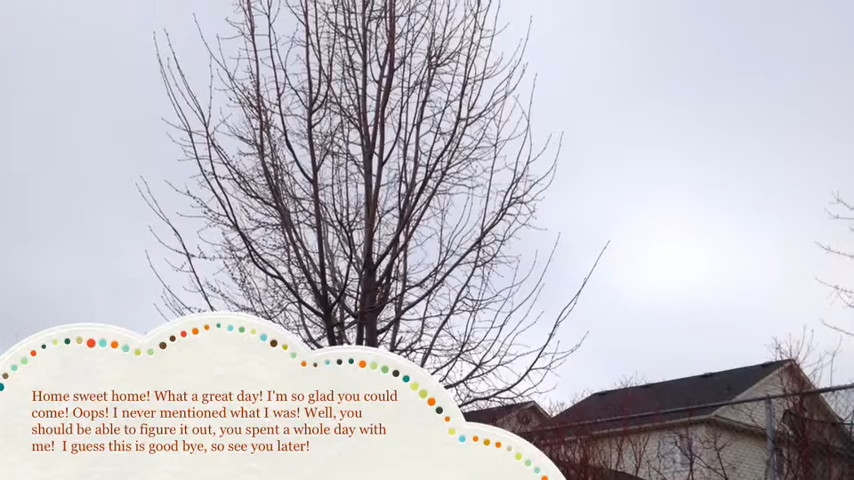 Home sweet home! What a great day! I'm so glad you could
come! Oops! I never mentioned what I was! Well, you
should be able to figure it out, you spent a whole day with
me!  I guess this is good bye, so see you later!